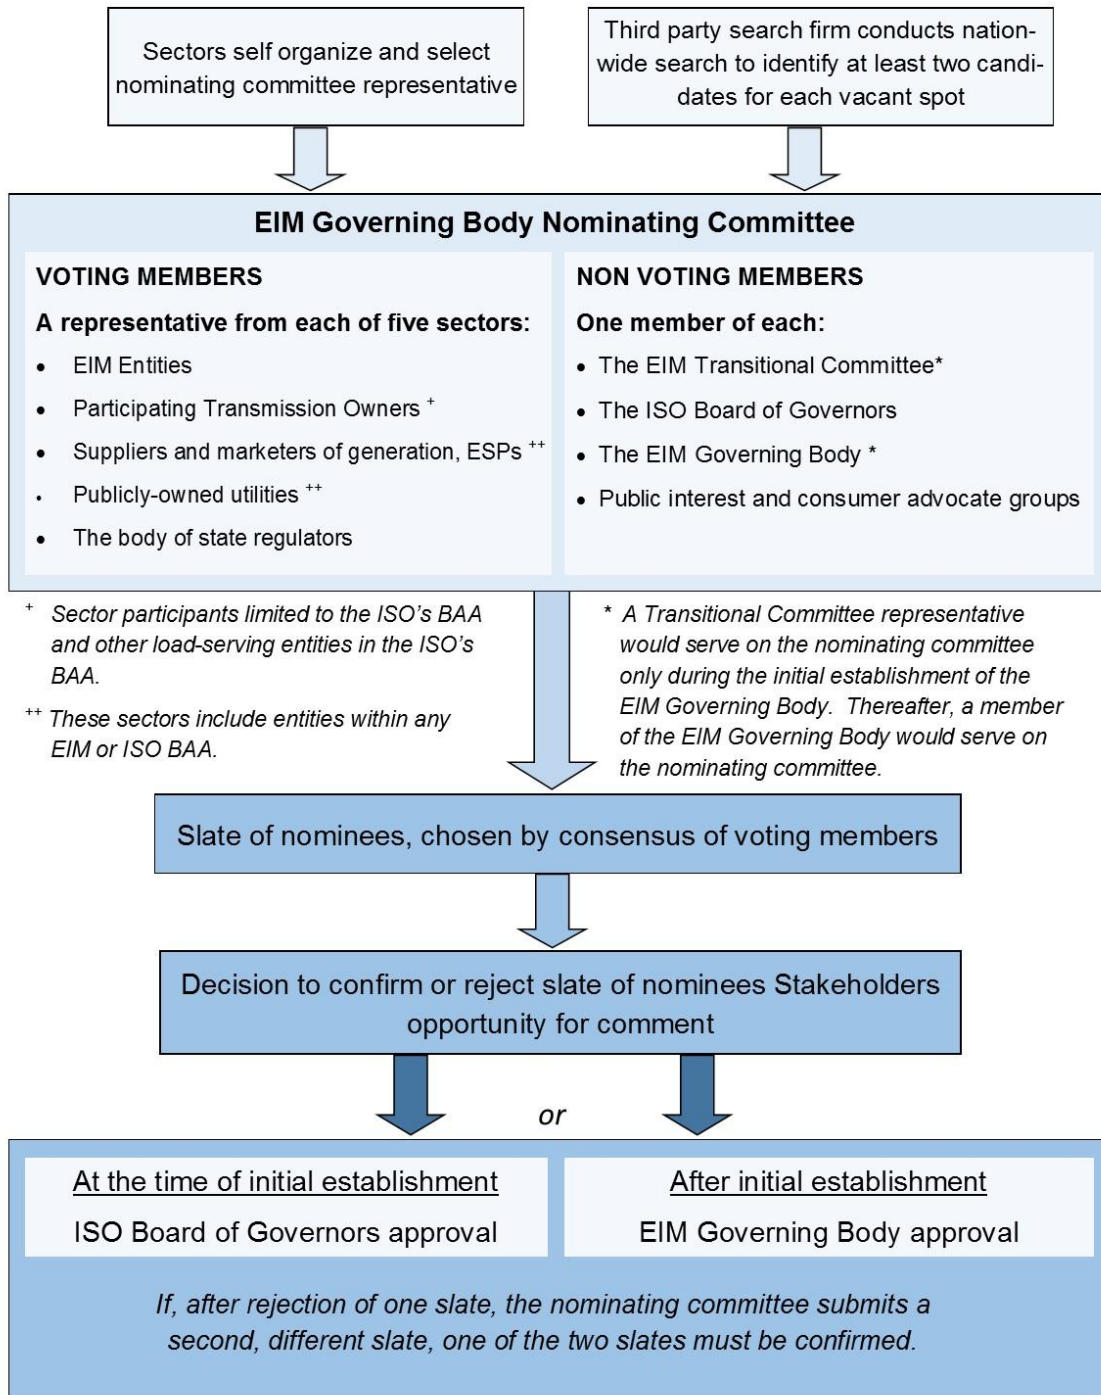 Sectors self organize and select
nominating committee representative
Third party search firm conducts nation-
wide search to identify at least two candi-
dates for each vacant spot
EIM Governing Body Nominating Committee
VOTING MEMBERS
A representative from each of five sectors:
• EIM Entities
• Participating Transmission Owners +
• Suppliers and marketers of generation, ESPs ++
• Publicly-owned utilities ++
• The body of state regulators
NON VOTING MEMBERS
One member of each:
• The EIM Transitional Committee*
• The ISO Board of Governors
• The EIM Governing Body *
• Public interest and consumer advocate groups
+ Sector participants limited to the ISO's BAA
and other load-serving entities in the ISO's
BAA.
++ These sectors include entities within any
EIM or ISO BAA.
* A Transitional Committee representative
would serve on the nominating committee
only during the initial establishment of the
EIM Governing Body. Thereafter, a member
of the EIM Governing Body would serve on
the nominating committee.
Slate of nominees, chosen by consensus of voting members
Decision to confirm or reject slate of nominees Stakeholders
opportunity for comment
or
At the time of initial establishment
ISO Board of Governors approval
After initial establishment
EIM Governing Body approval
If, after rejection of one slate, the nominating committee submits a
second, different slate, one of the two slates must be confirmed.